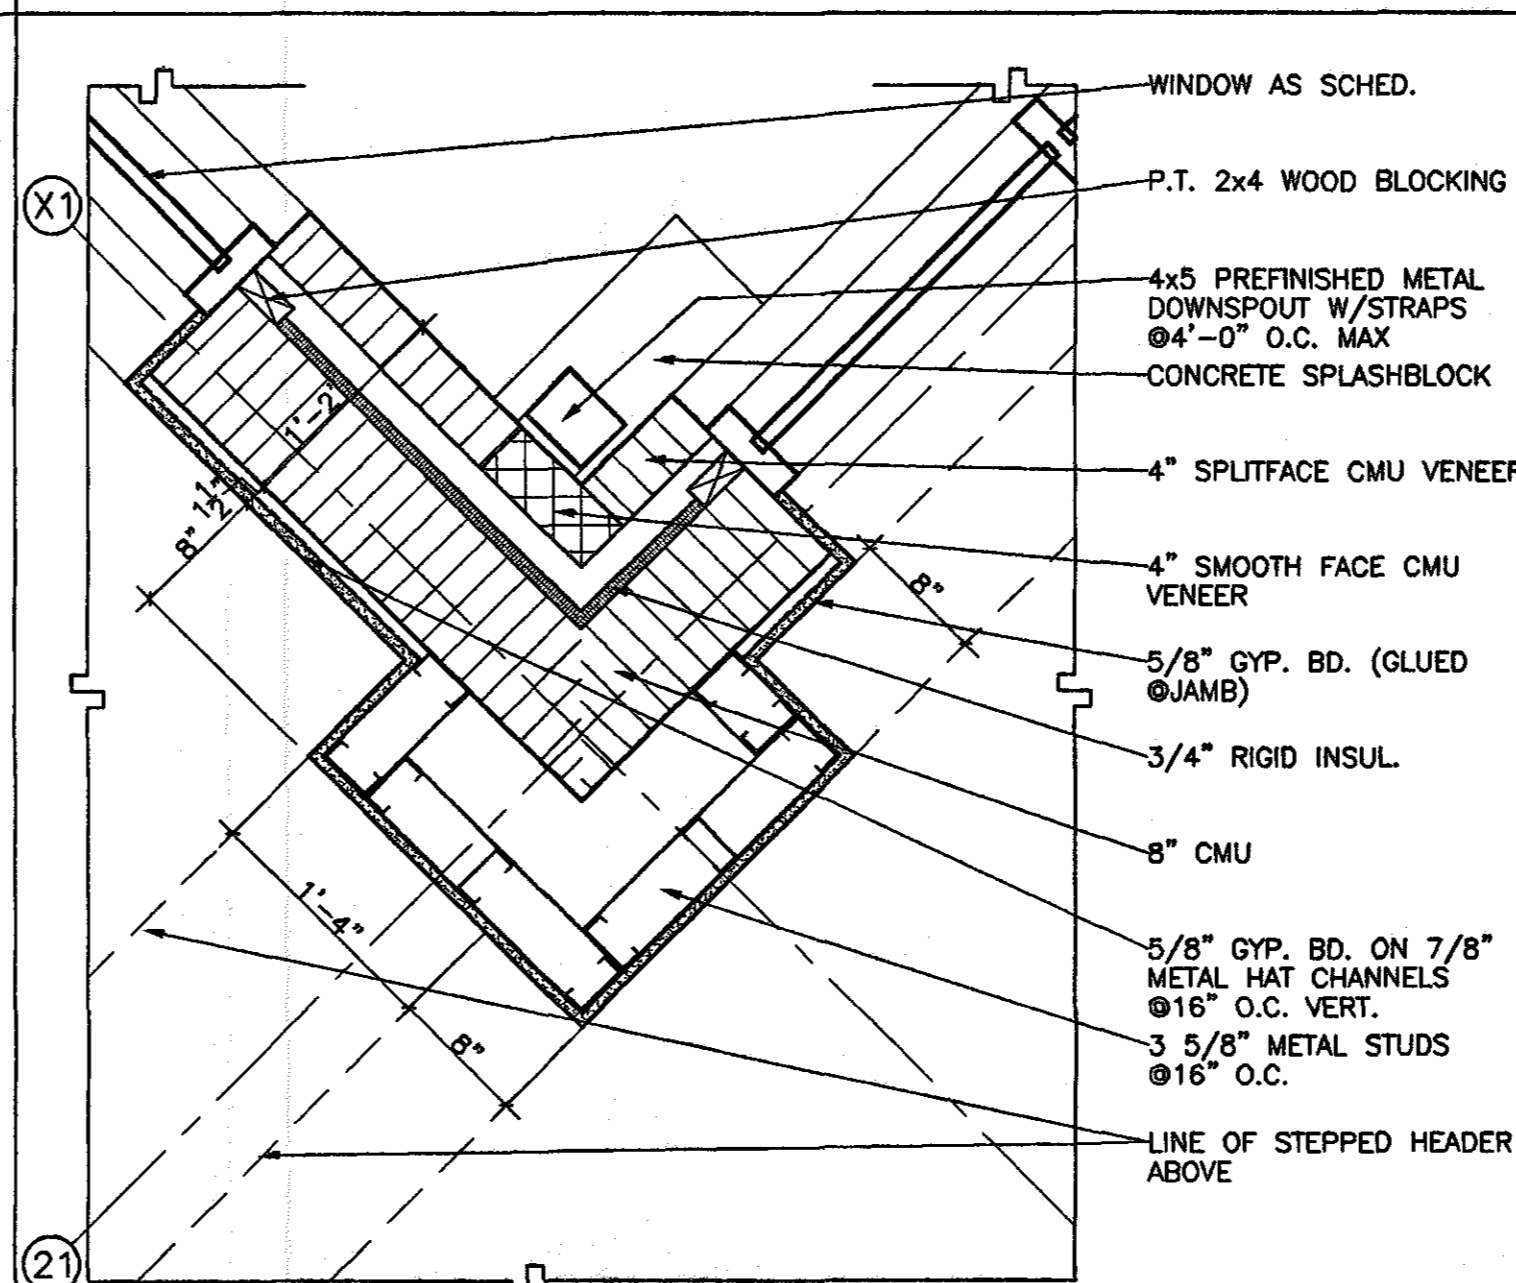 WINDOW AS SCHED.
P.T. 2x4 WOOD BLOCKING
4x5 PREFINISHED METAL
DOWNSPOUT W/STRAPS
@4'-0" O.C. MAX
CONCRETE SPLASHBLOCK
4" SPLITFACE CMU VENEER
4" SMOOTH FACE CMU
VENEER
5/8" GYP. BD. (GLUED
@JAMB)
3/4" RIGID INSUL.
8" CMU
5/8" GYP. BD. ON 7/8"
METAL HAT CHANNELS
@16" O.C. VERT.
3 5/8" METAL STUDS
@16" O.C.
LINE OF STEPPED HEADER
ABOVE
X1
1'-2"
1 1/2"
8"
8"
1'-4"
8"
21